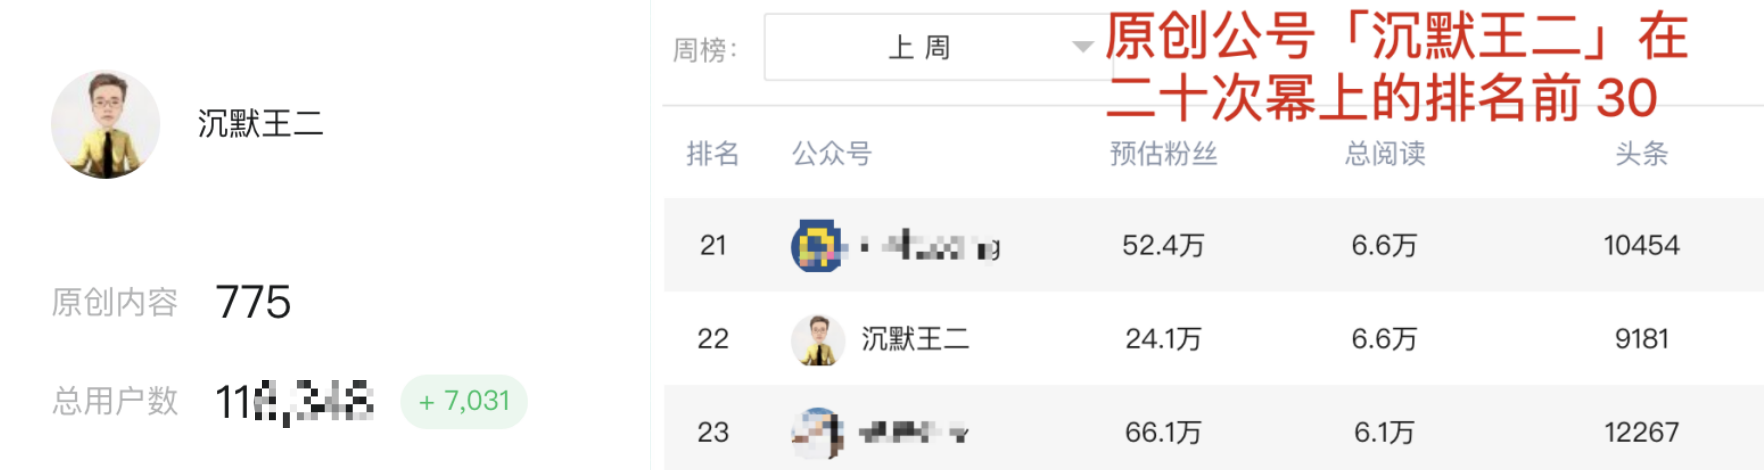 沉默王二
原创内容 775
总用户数 + 7,031
周榜： 上周
原创公号「沉默王二」在
二十次幂上的排名前 30
排名 公众号 预估粉丝 总阅读 头条
21 52.4万 6.6万 10454
22 沉默王二 24.1万 6.6万 9181
23 66.1万 6.1万 12267